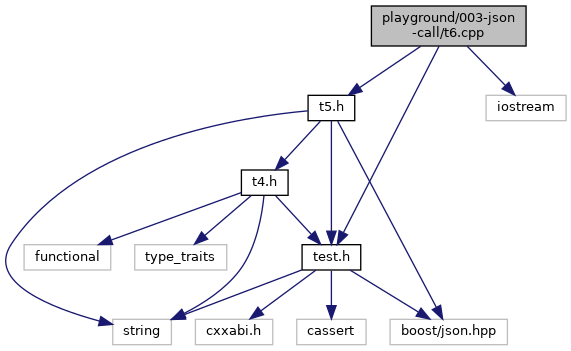 playground/003-json
-call/t6.cpp
t5.h
iostream
t4.h
functional
type_traits
test.h
string
cxxabi.h
cassert
boost/json.hpp